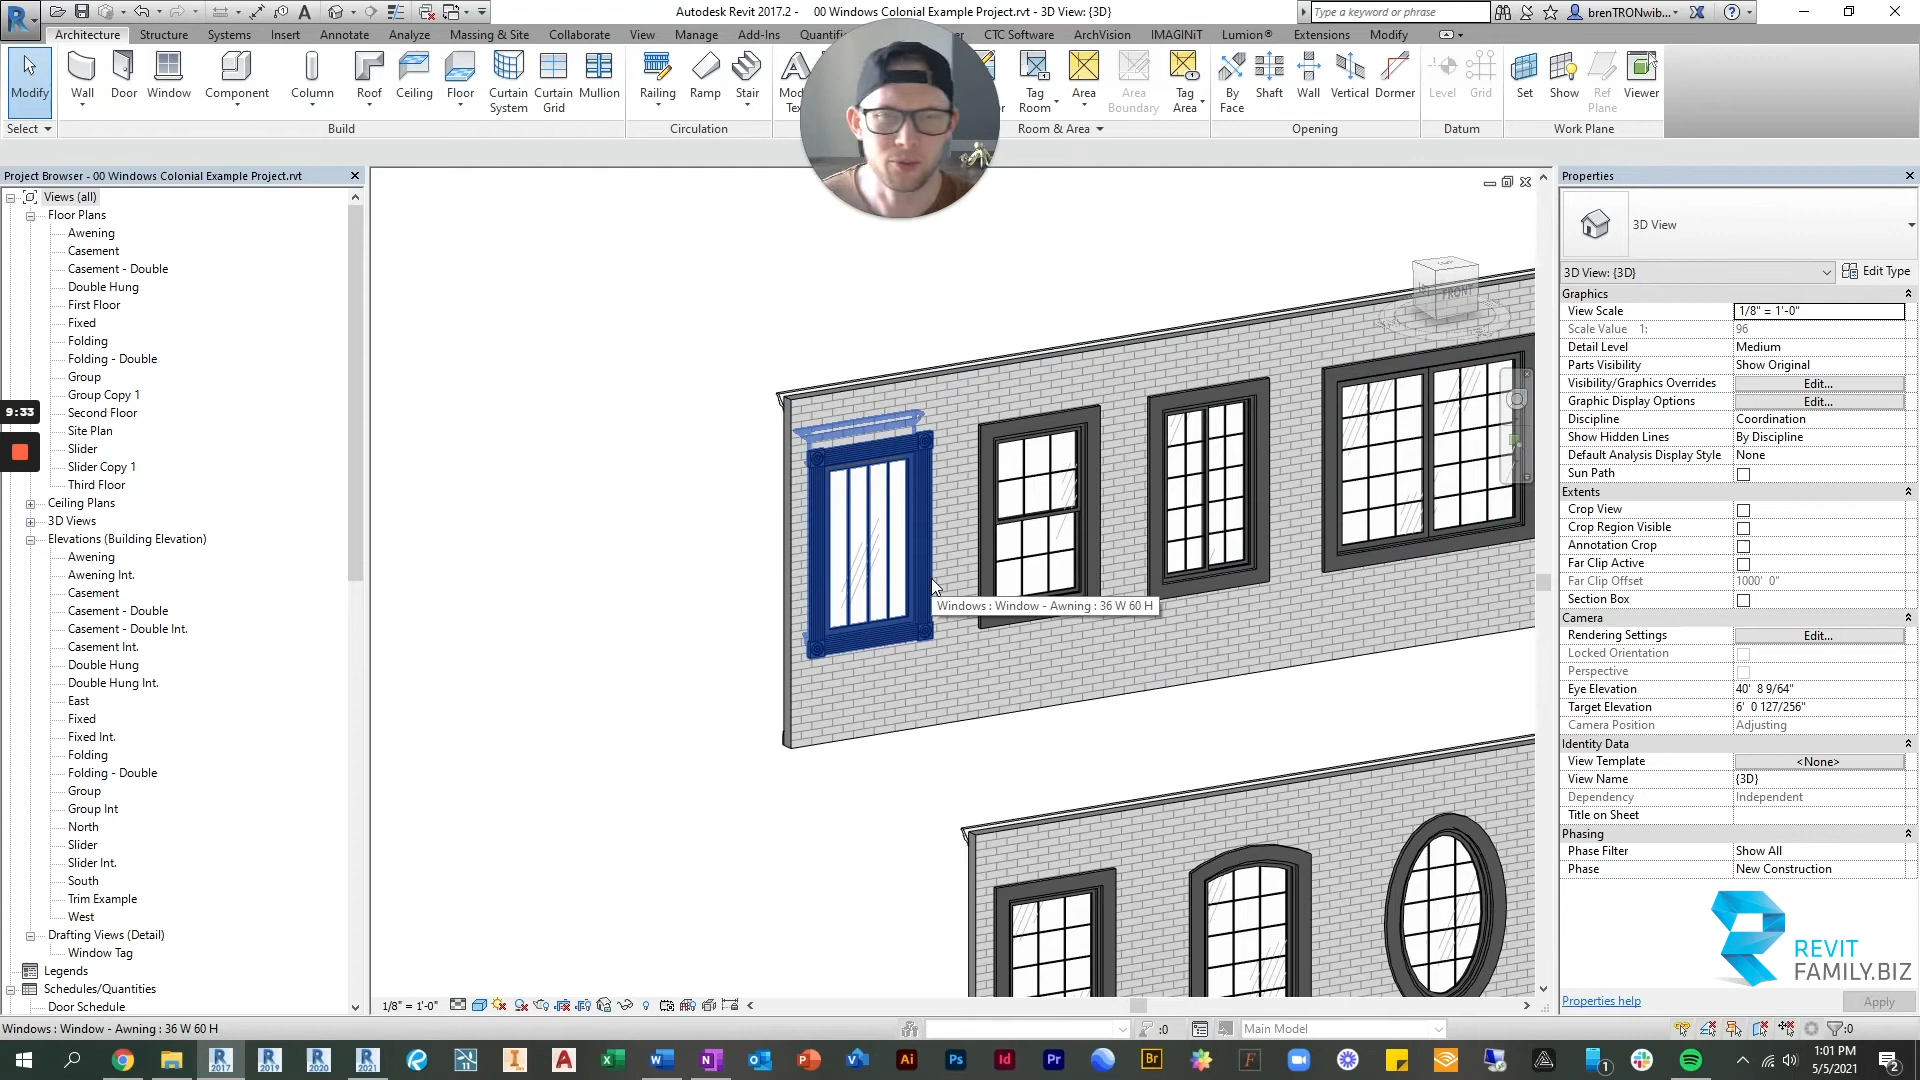 Autodesk Revit 2017.2 - 00 Windows Colonial Example Project.rvt - 3D View: {3D}
Type a keyword or phrase
brenTRONwib...
Architecture Structure Systems Insert Annotate Analyze Massing & Site Collaborate View Manage Add-Ins Quantifi CTC Software ArchVision IMAGINiT Lumion® Extensions Modify
Modify Wall Door Window Component Column Roof Ceiling Floor Curtain System Curtain Grid Mullion Railing Ramp Stair Tag Room Area Area Boundary Tag Area By Face Shaft Wall Vertical Dormer Level Grid Set Show Ref Plane Viewer
Select Build Circulation Room & Area Opening Datum Work Plane
Project Browser - 00 Windows Colonial Example Project.rvt
Views (all)
Floor Plans
Awening
Casement
Casement - Double
Double Hung
First Floor
Fixed
Folding
Folding - Double
Group
Group Copy 1
Second Floor
Site Plan
Slider
Slider Copy 1
Third Floor
Ceiling Plans
3D Views
Elevations (Building Elevation)
Awening
Awening Int.
Casement
Casement - Double
Casement - Double Int.
Casement Int.
Double Hung
Double Hung Int.
East
Fixed
Fixed Int.
Folding
Folding - Double
Group
Group Int
North
Slider
Slider Int.
South
Trim Example
West
Drafting Views (Detail)
Window Tag
Legends
Schedules/Quantities
Door Schedule
9:33
FRONT
Windows : Window - Awning : 36 W 60 H
Properties
3D View
3D View: {3D} Edit Type
Graphics
View Scale 1/8" = 1'-0"
Scale Value 1: 96
Detail Level Medium
Parts Visibility Show Original
Visibility/Graphics Overrides Edit...
Graphic Display Options Edit...
Discipline Coordination
Show Hidden Lines By Discipline
Default Analysis Display Style None
Sun Path
Extents
Crop View
Crop Region Visible
Annotation Crop
Far Clip Active
Far Clip Offset 1000' 0"
Section Box
Camera
Rendering Settings Edit...
Locked Orientation
Perspective
Eye Elevation 40' 8 9/64"
Target Elevation 6' 0 127/256"
Camera Position Adjusting
Identity Data
View Template <None>
View Name {3D}
Dependency Independent
Title on Sheet
Phasing
Phase Filter Show All
Phase New Construction
REVIT
FAMILY.BIZ
Properties help Apply
1/8" = 1'-0"
Windows : Window - Awning : 36 W 60 H
:0 Main Model :0
2017 2019 2020 2021
Ai Ps Id Pr Br
1:01 PM
5/5/2021